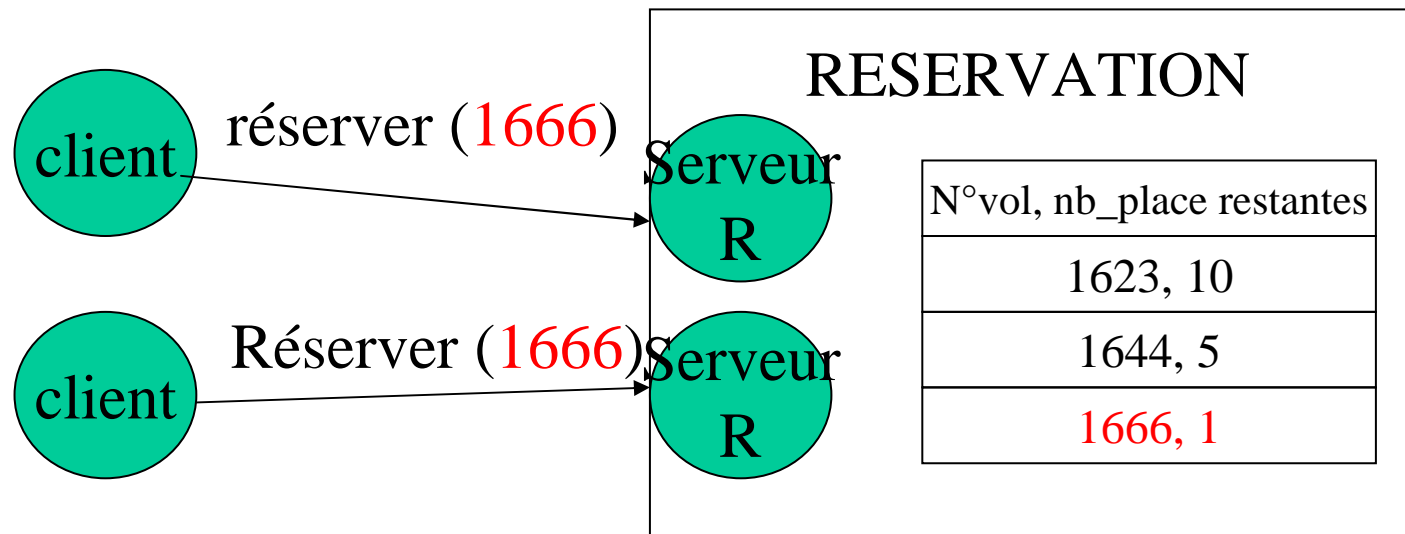 RESERVATION
client
réserver (1666)
Serveur
R
client
Réserver (1666)
Serveur
R
N°vol, nb_place restantes
1623, 10
1644, 5
1666, 1